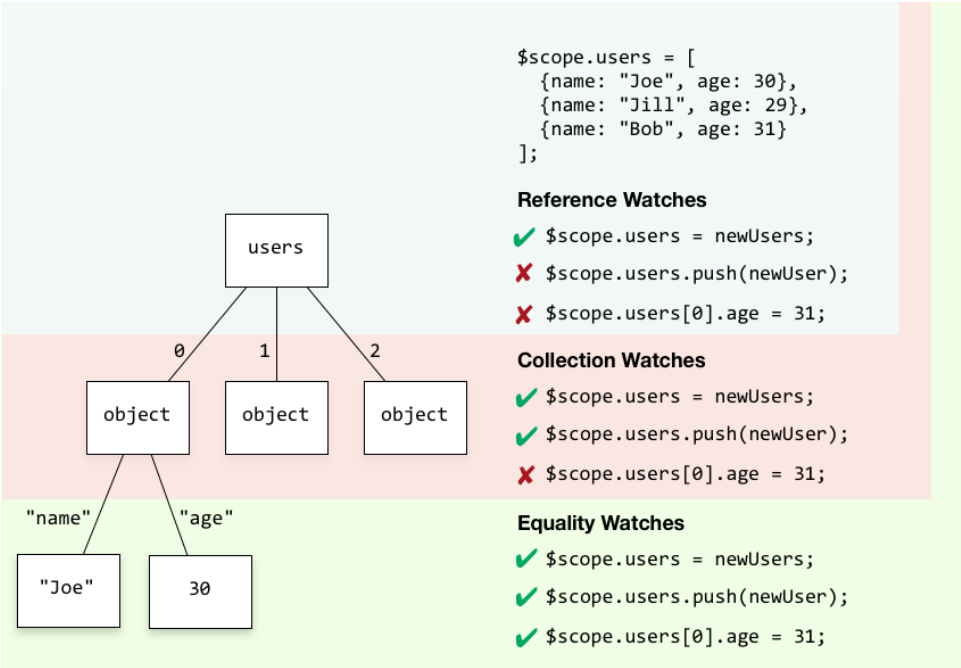 $scope.users = [
  {name: "Joe", age: 30},
  {name: "Jill", age: 29},
  {name: "Bob", age: 31}
];
Reference Watches
✔ $scope.users = newUsers;
✘ $scope.users.push(newUser);
✘ $scope.users[0].age = 31;
users
0 1 2
object object object
Collection Watches
✔ $scope.users = newUsers;
✔ $scope.users.push(newUser);
✘ $scope.users[0].age = 31;
"name" "age"
"Joe" 30
Equality Watches
✔ $scope.users = newUsers;
✔ $scope.users.push(newUser);
✔ $scope.users[0].age = 31;